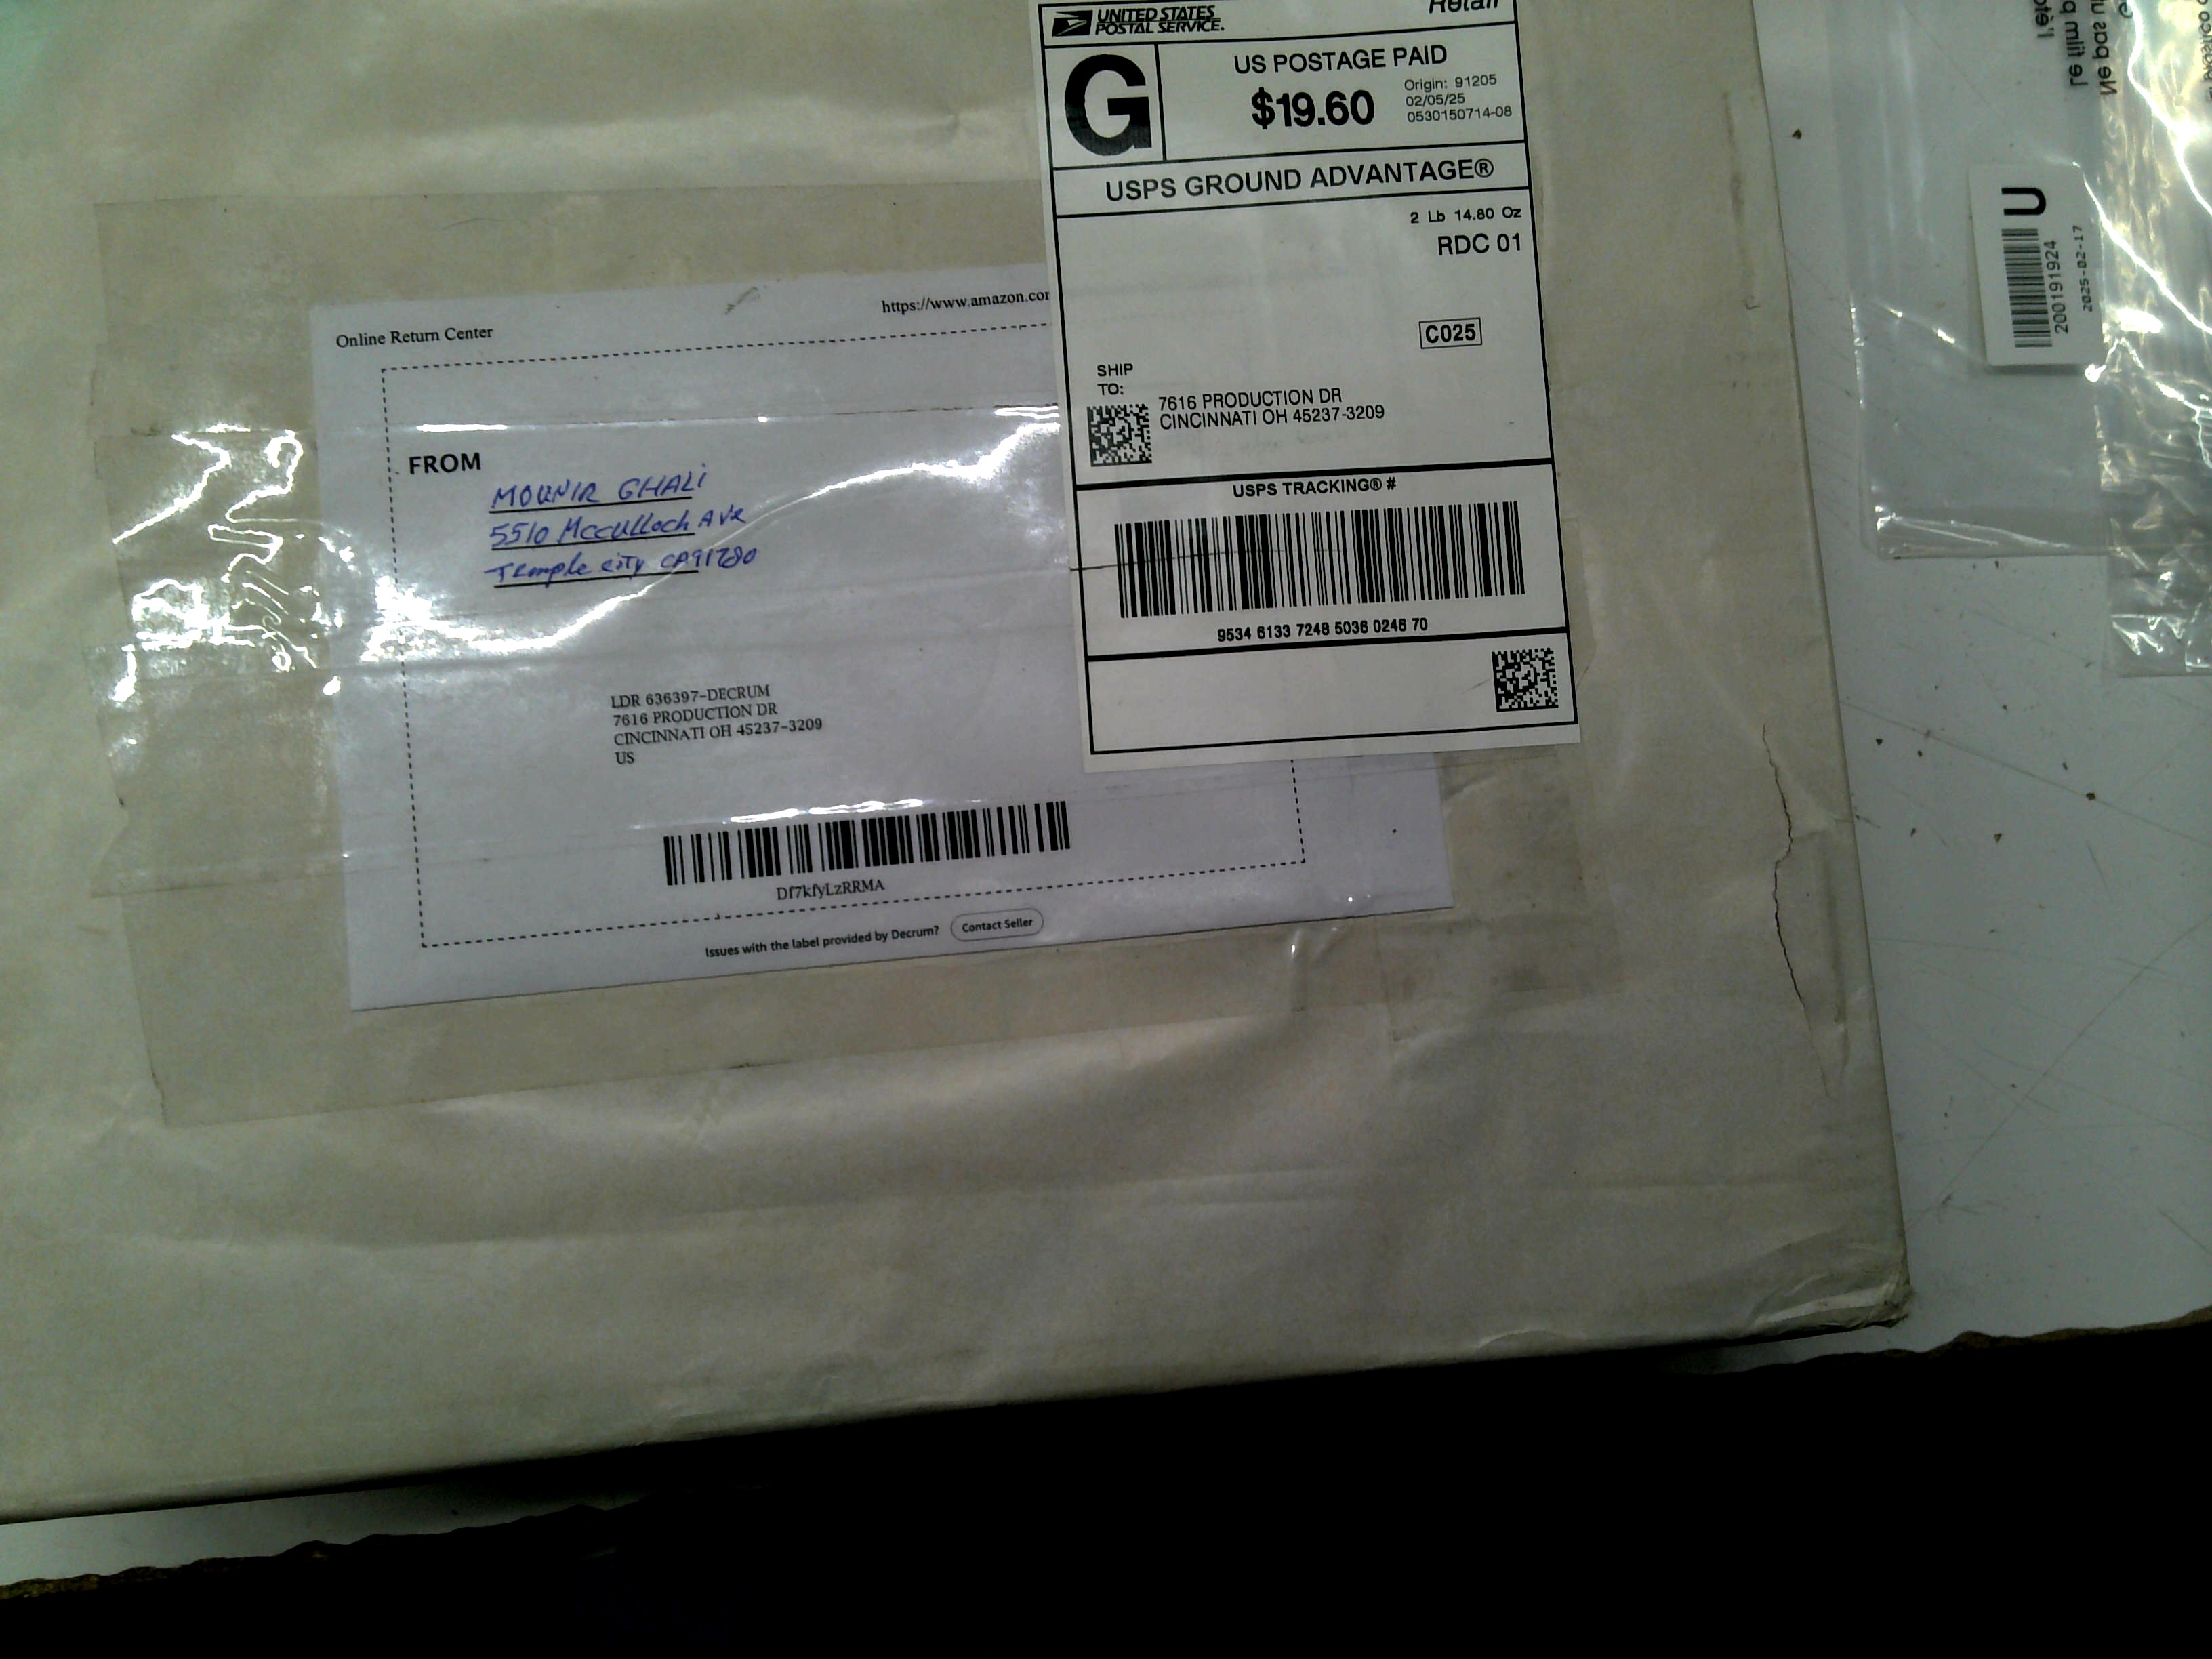 UNITED STATES
POSTAL SERVICE.
Retail
G
US POSTAGE PAID
$19.60
Origin: 91205
02/05/25
0530150714-08
USPS GROUND ADVANTAGE®
2 Lb 14.80 Oz
RDC 01
C025
SHIP
TO:
7616 PRODUCTION DR
CINCINNATI OH 45237-3209
USPS TRACKING® #
9534 6133 7248 5036 0246 70
Online Return Center
https://www.amazon.com
FROM
MOUNIR GHALI
5510 McCulloch AVe
Temple city CA91780
LDR 636397-DECRUM
7616 PRODUCTION DR
CINCINNATI OH 45237-3209
US
Df7kfyLzRRMA
Issues with the label provided by Decrum? Contact Seller
U
200191924
2025-02-17